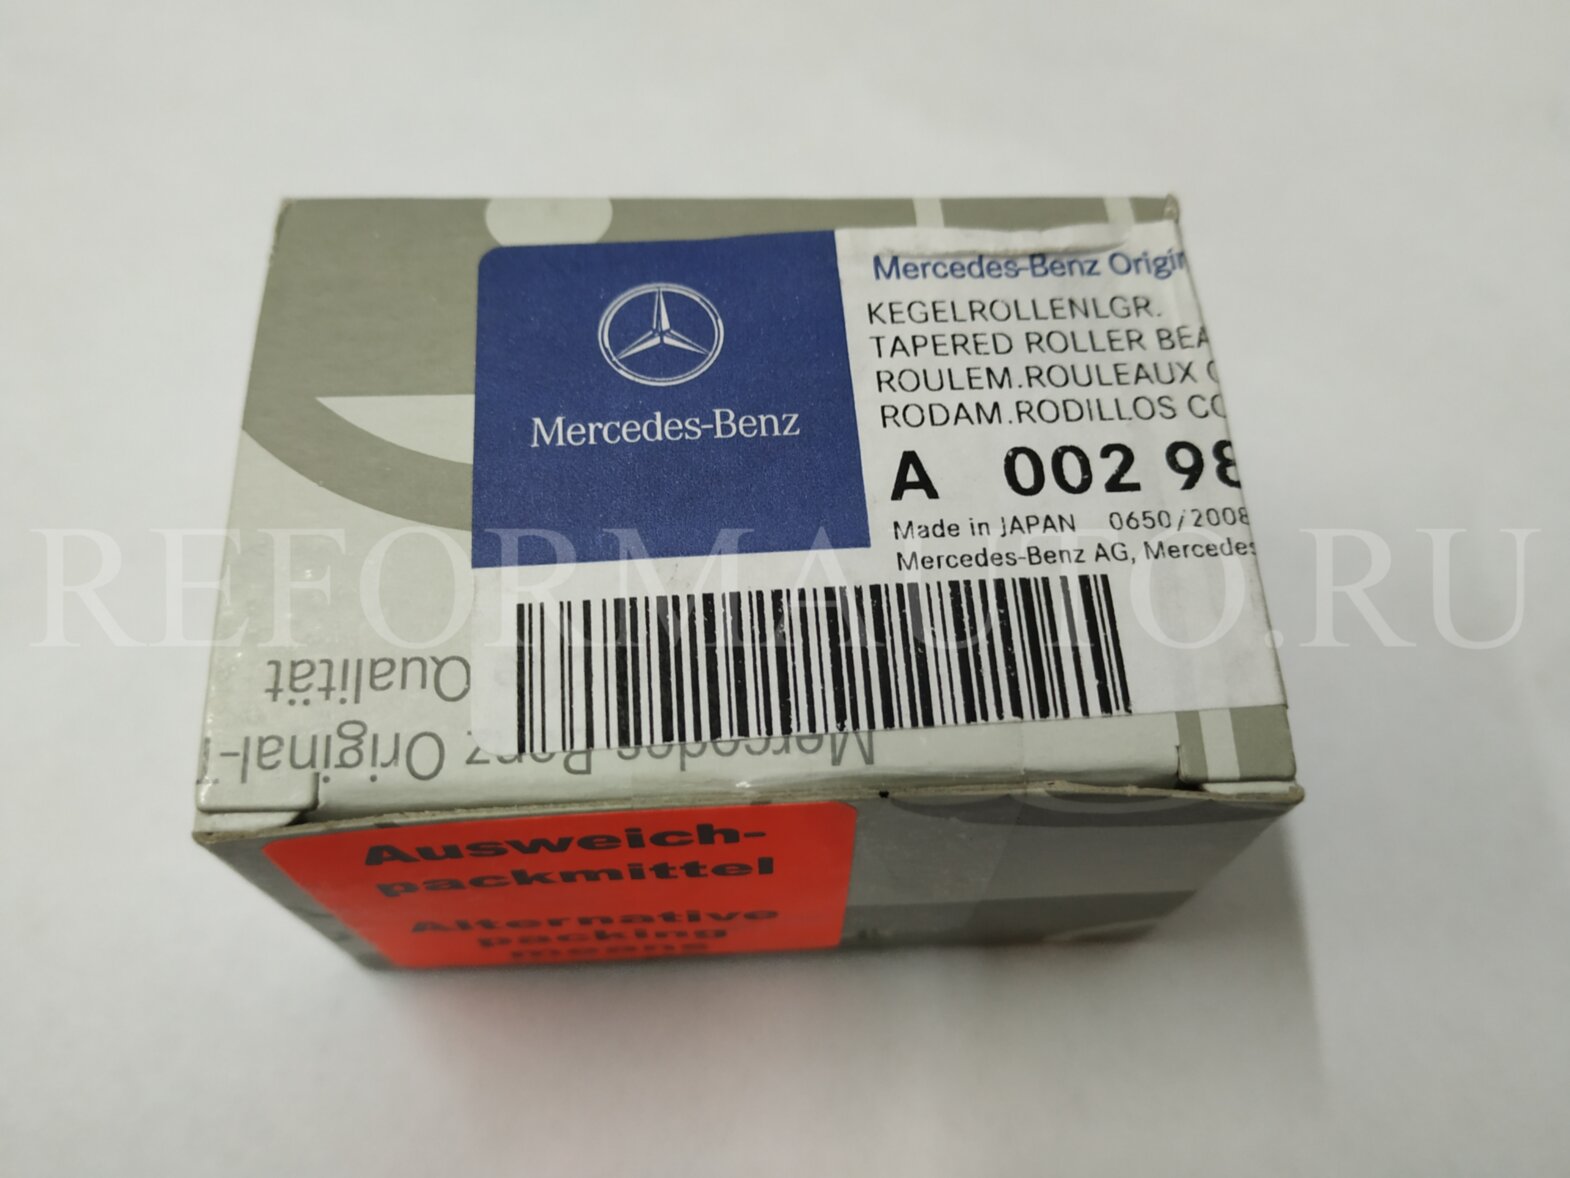 Mercedes-Benz Origin
KEGELROLLENLGR.
TAPERED ROLLER BEA
ROULEM.ROULEAUX C
RODAM.RODILLOS CO
A 002 98
Made in JAPAN 0650/2008
Mercedes-Benz AG, Mercedes
Mercedes-Benz
REFORMAUTO.RU
Mercedes-Benz Original-
Qualität
Ausweich-
packmittel
Alternative
packing
means